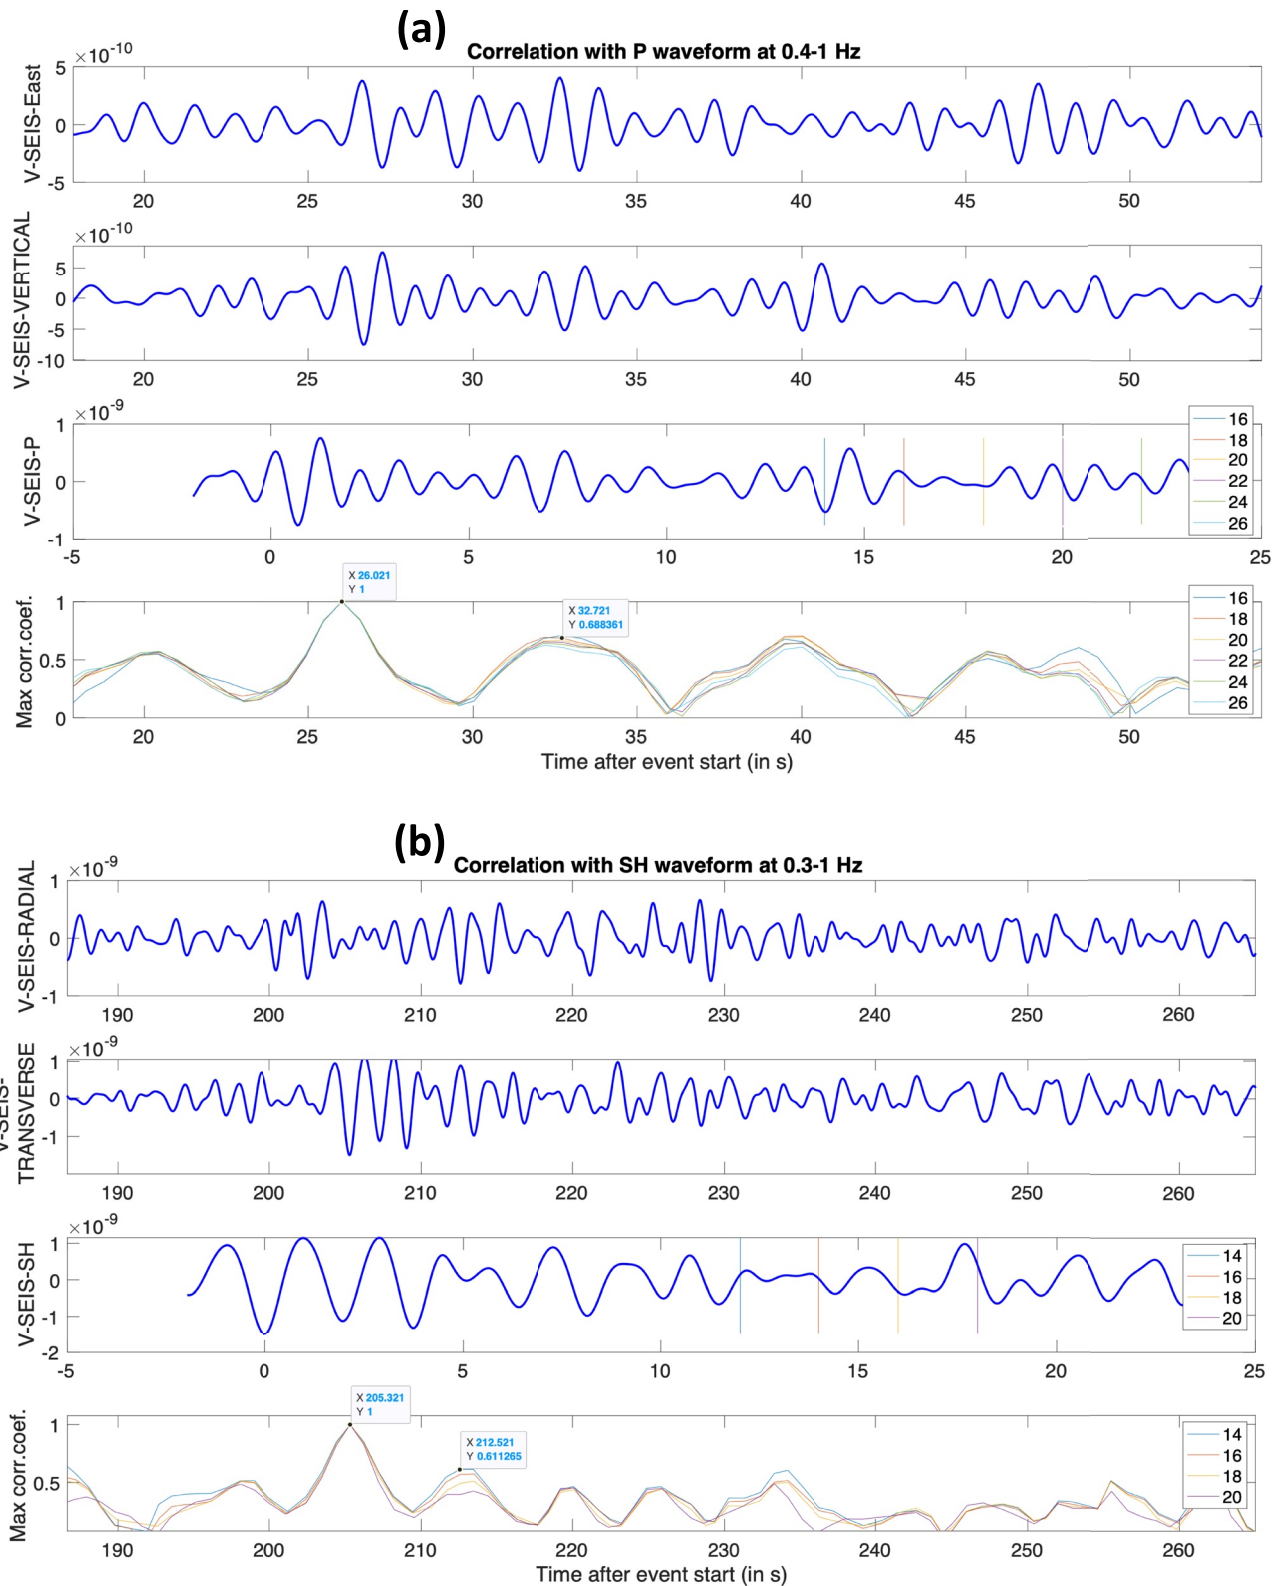 (a)
Correlation with P waveform at 0.4-1 Hz
×10-10
V-SEIS-East
5
0
-5
20 25 30 35 40 45 50
×10-10
V-SEIS-VERTICAL
5
0
-5
-10
20 25 30 35 40 45 50
×10-9
V-SEIS-P
1
0
-1
16
18
20
22
24
26
-5 0 5 10 15 20 25
X 26.021
Y 1
X 32.721
Y 0.688361
Max corr.coef.
1
0.5
0
16
18
20
22
24
26
20 25 30 35 40 45 50
Time after event start (in s)
(b)
Correlation with SH waveform at 0.3-1 Hz
×10-9
V-SEIS-RADIAL
1
0
-1
190 200 210 220 230 240 250 260
×10-9
V-SEIS-
TRANSVERSE
1
0
-1
190 200 210 220 230 240 250 260
×10-9
V-SEIS-SH
1
0
-1
-2
14
16
18
20
-5 0 5 10 15 20 25
X 205.321
Y 1
X 212.521
Y 0.611265
Max corr.coef.
1
0.5
14
16
18
20
190 200 210 220 230 240 250 260
Time after event start (in s)